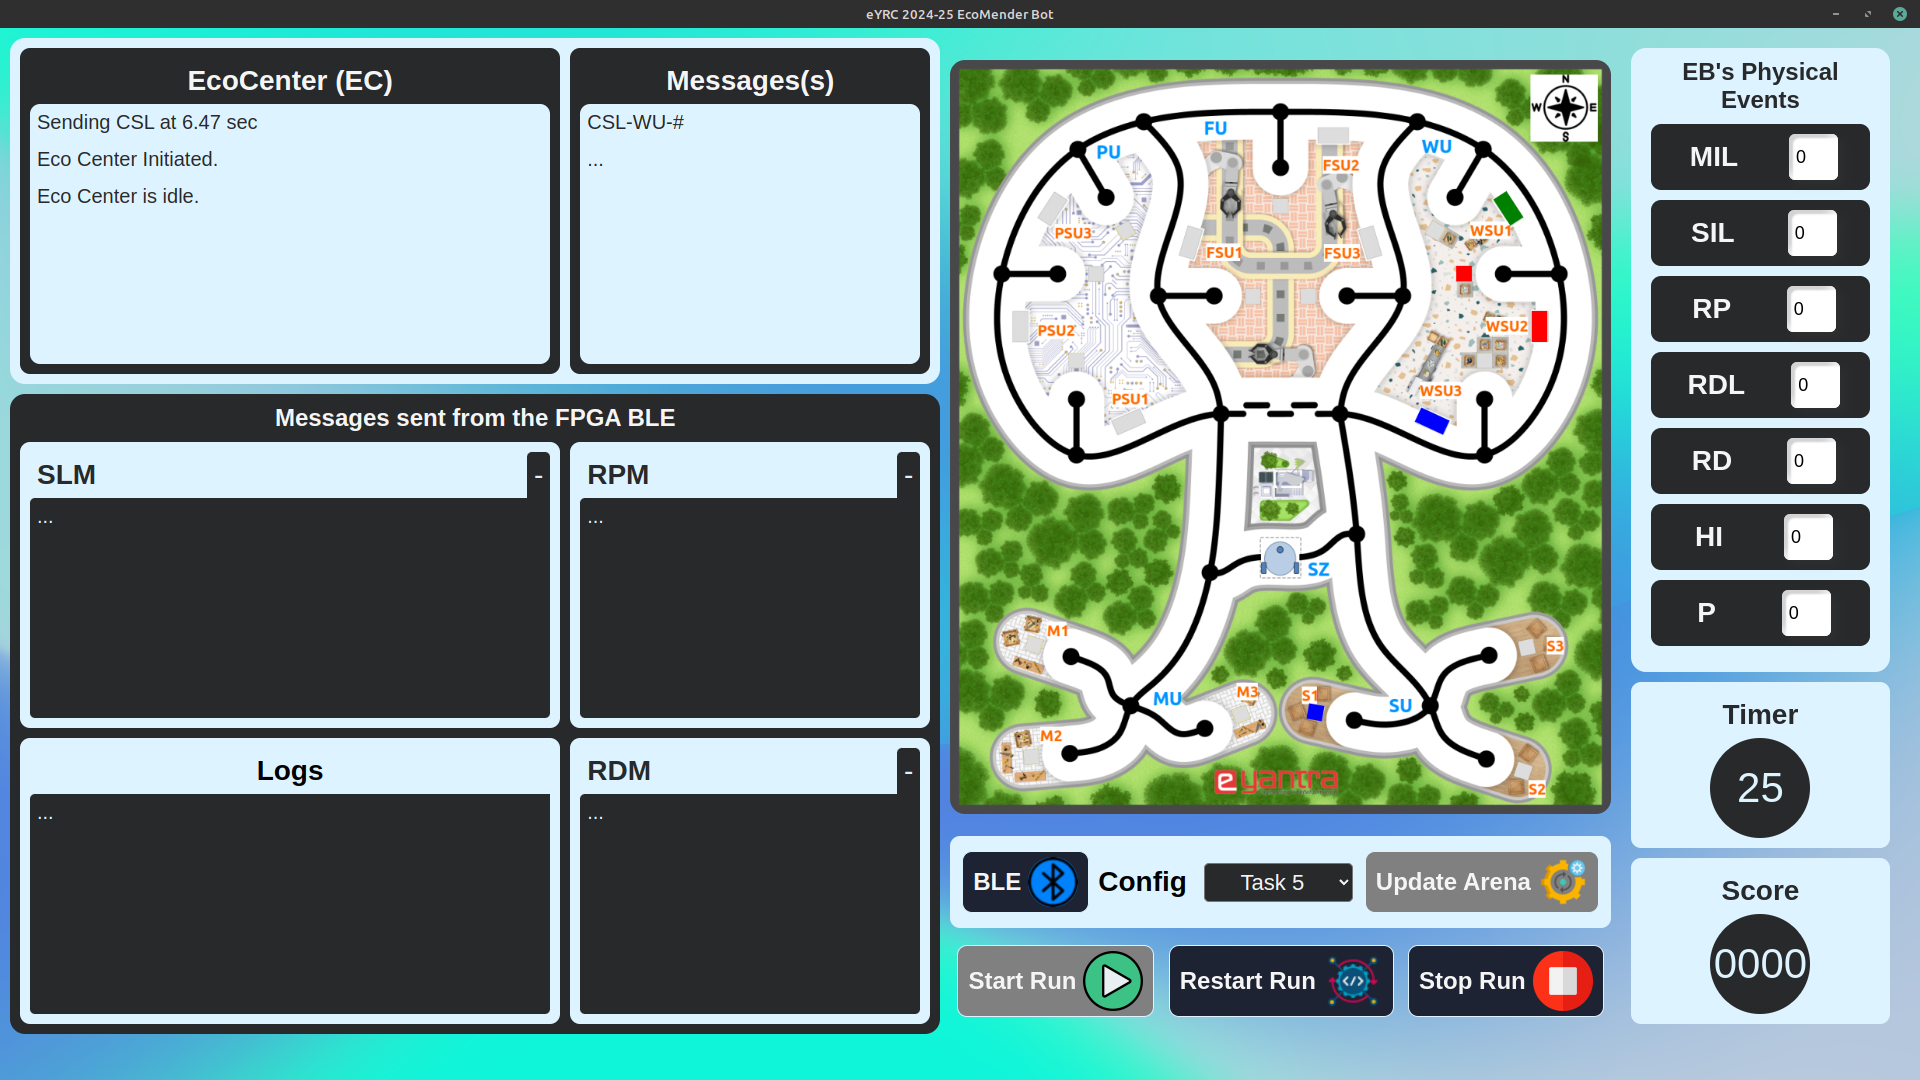 eYRC 2024-25 EcoMender Bot
EcoCenter (EC)
Sending CSL at 6.47 sec
Eco Center Initiated.
Eco Center is idle.
Messages(s)
CSL-WU-#
...
Messages sent from the FPGA BLE
SLM
-
...
RPM
-
...
Logs
...
RDM
-
...
N
W E
S
FU
PU
WU
FSU2
PSU3
WSU1
FSU1
FSU3
PSU2
WSU2
PSU1
WSU3
SZ
M1
S3
MU
M3
S1
SU
M2
S2
e yantra
BLE
Config
Task 5
Update Arena
Start Run
Restart Run
</>
Stop Run
EB's Physical
Events
MIL 0
SIL 0
RP 0
RDL 0
RD 0
HI 0
P 0
Timer
25
Score
0000